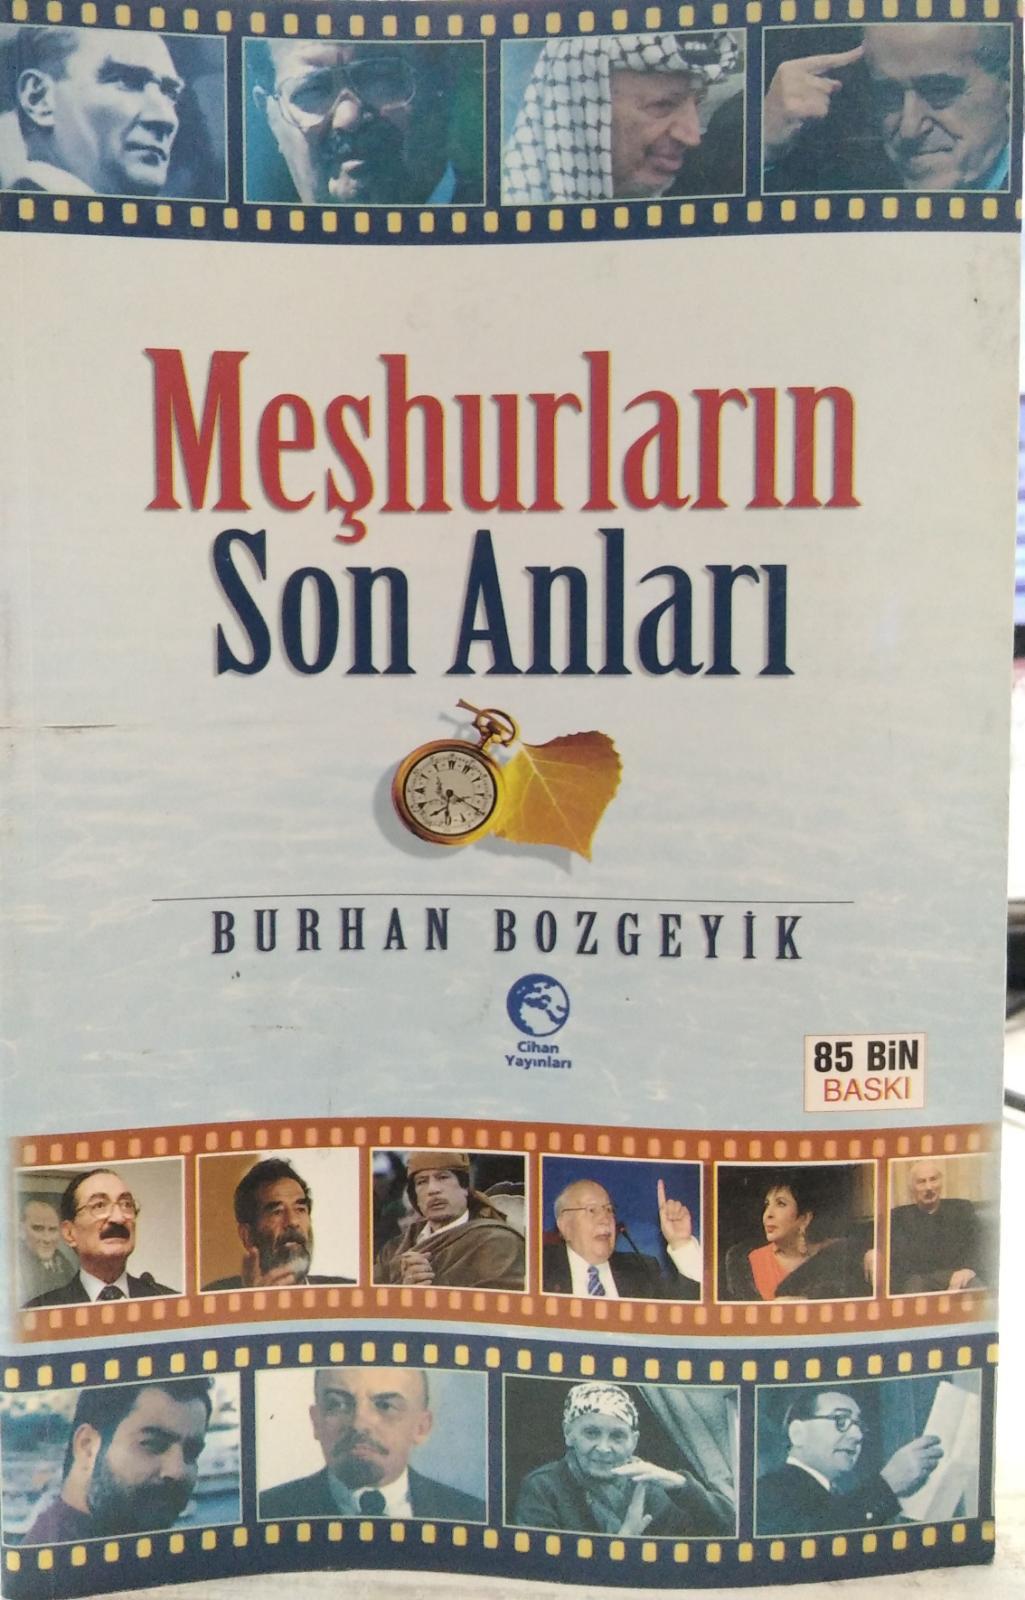 Meşhurların
Son Anları
BURHAN BOZGEYİK
Cihan
Yayınları
85 BİN
BASKI